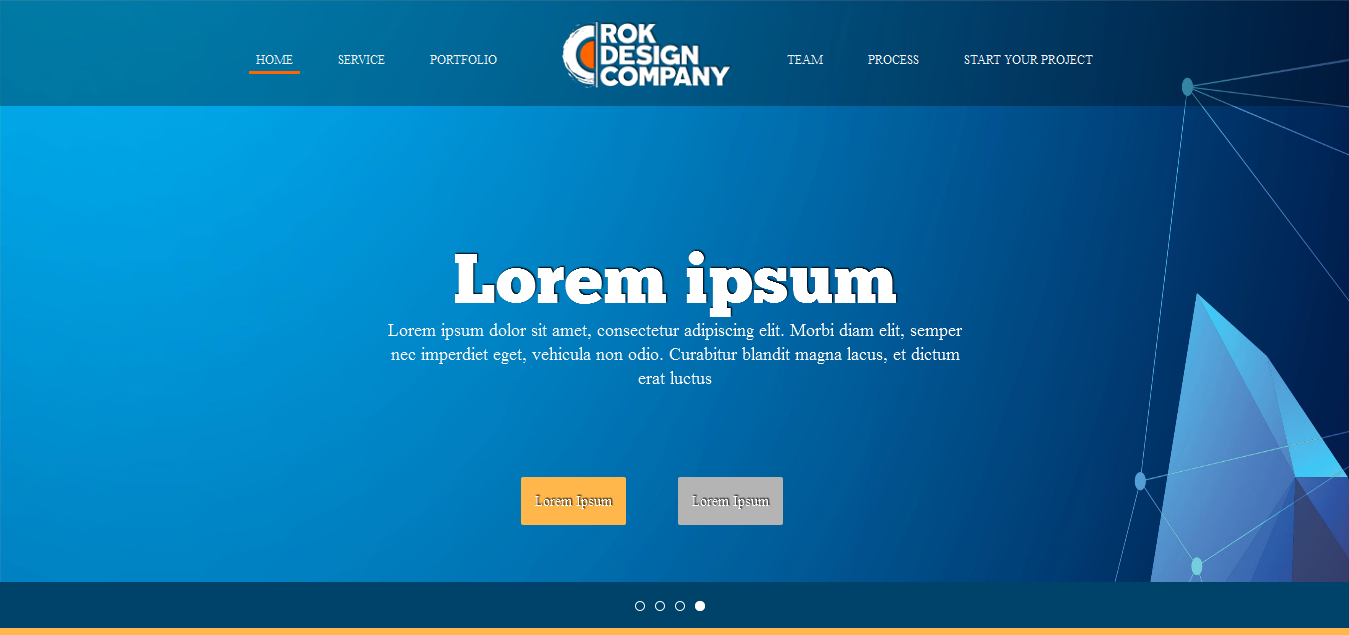 HOME SERVICE PORTFOLIO ROK DESIGN COMPANY TEAM PROCESS START YOUR PROJECT
Lorem ipsum
Lorem ipsum dolor sit amet, consectetur adipiscing elit. Morbi diam elit, semper
nec imperdiet eget, vehicula non odio. Curabitur blandit magna lacus, et dictum
erat luctus
Lorem Ipsum Lorem Ipsum